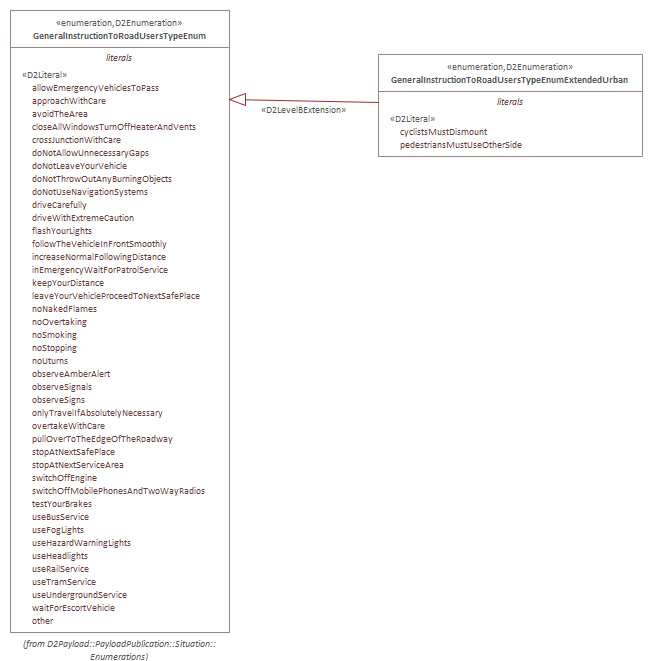 «enumeration,D2Enumeration»
GeneralInstructionToRoadUsersTypeEnum
literals
«D2Literal»
allowEmergencyVehiclesToPass
approachWithCare
avoidTheArea
closeAllWindowsTurnOffHeaterAndVents
crossJunctionWithCare
doNotAllowUnnecessaryGaps
doNotLeaveYourVehicle
doNotThrowOutAnyBurningObjects
doNotUseNavigationSystems
driveCarefully
driveWithExtremeCaution
flashYourLights
followTheVehicleInFrontSmoothly
increaseNormalFollowingDistance
inEmergencyWaitForPatrolService
keepYourDistance
leaveYourVehicleProceedToNextSafePlace
noNakedFlames
noOvertaking
noSmoking
noStopping
noUturns
observeAmberAlert
observeSignals
observeSigns
onlyTravelIfAbsolutelyNecessary
overtakeWithCare
pullOverToTheEdgeOfTheRoadway
stopAtNextSafePlace
stopAtNextServiceArea
switchOffEngine
switchOffMobilePhonesAndTwoWayRadios
testYourBrakes
useBusService
useFogLights
useHazardWarningLights
useHeadlights
useRailService
useTramService
useUndergroundService
waitForEscortVehicle
other
(from D2Payload::PayloadPublication::Situation::
Enumerations)
«D2LevelBExtension»
«enumeration,D2Enumeration»
GeneralInstructionToRoadUsersTypeEnumExtendedUrban
literals
«D2Literal»
cyclistsMustDismount
pedestriansMustUseOtherSide